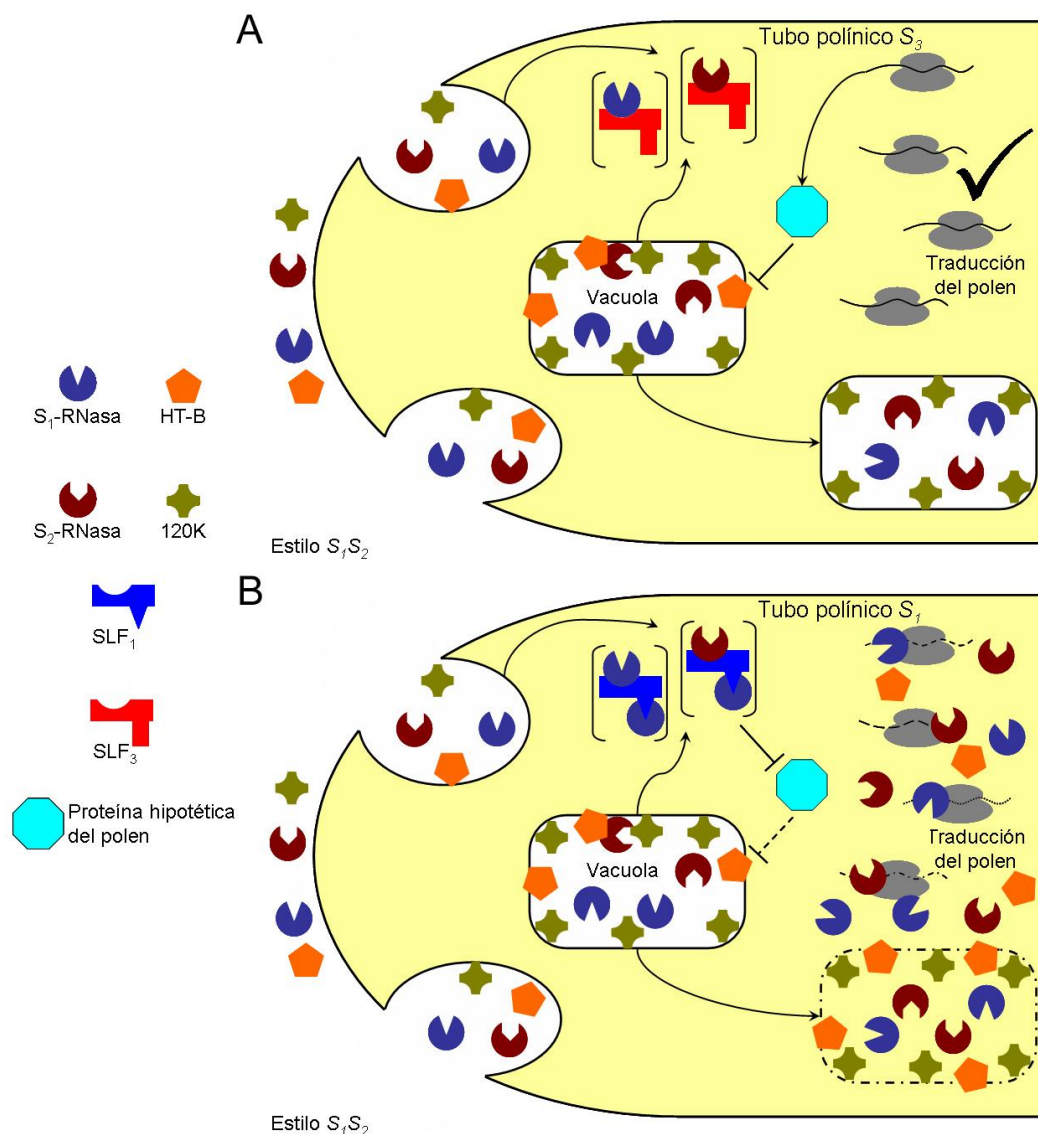 A
Tubo polínico S3
Traducción
del polen
Vacuola
S1-RNasa
HT-B
S2-RNasa
120K
Estilo S1S2
SLF1
SLF3
Proteína hipotética
del polen
B
Tubo polínico S1
Traducción
del polen
Vacuola
Estilo S1S2